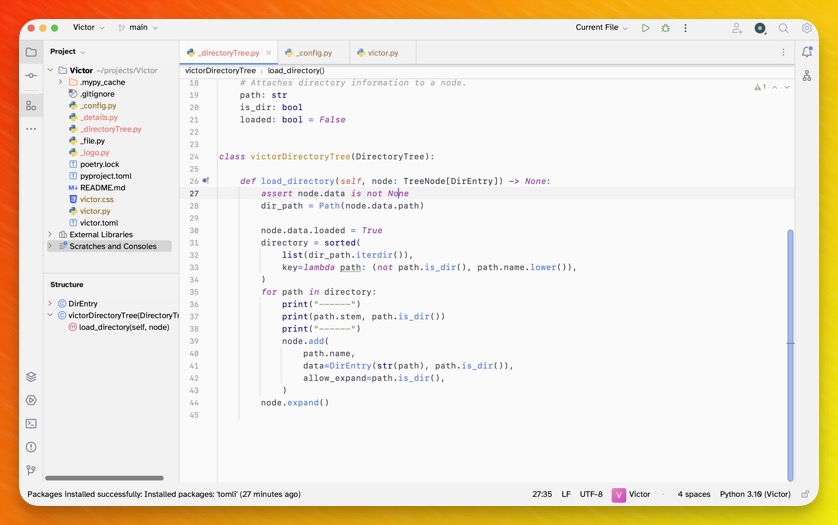 Victor
main
Current File
Project
_directoryTree.py
_config.py
victor.py
Victor ~/projects/Victor
.mypy_cache
.gitignore
_config.py
_details.py
_directoryTree.py
_file.py
_logo.py
poetry.lock
pyproject.toml
README.md
victor.css
victor.py
victor.toml
External Libraries
Scratches and Consoles
Structure
DirEntry
victorDirectoryTree(DirectoryTr
load_directory(self, node)
victorDirectoryTree › load_directory()
1
18 # Attaches directory information to a node.
19 path: str
20 is_dir: bool
21 loaded: bool = False
22
23
24 class victorDirectoryTree(DirectoryTree):
25
26 def load_directory(self, node: TreeNode[DirEntry]) -> None:
27 assert node.data is not None
28 dir_path = Path(node.data.path)
29
30 node.data.loaded = True
31 directory = sorted(
32 list(dir_path.iterdir()),
33 key=lambda path: (not path.is_dir(), path.name.lower()),
34 )
35 for path in directory:
36 print("------")
37 print(path.stem, path.is_dir())
38 print("------")
39 node.add(
40 path.name,
41 data=DirEntry(str(path), path.is_dir()),
42 allow_expand=path.is_dir(),
43 )
44 node.expand()
45
Packages installed successfully: Installed packages: 'tomli' (27 minutes ago)
27:35 LF UTF-8 V Victor 4 spaces Python 3.10 (Victor)